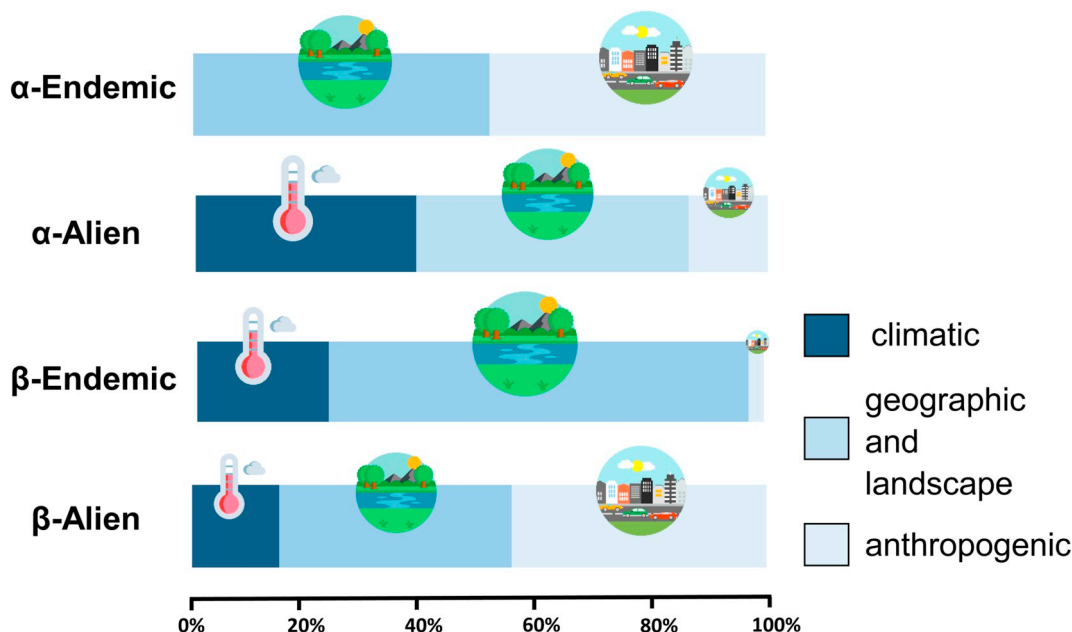 α-Endemic
α-Alien
β-Endemic
β-Alien
climatic
geographic
and
landscape
anthropogenic
0% 20% 40% 60% 80% 100%